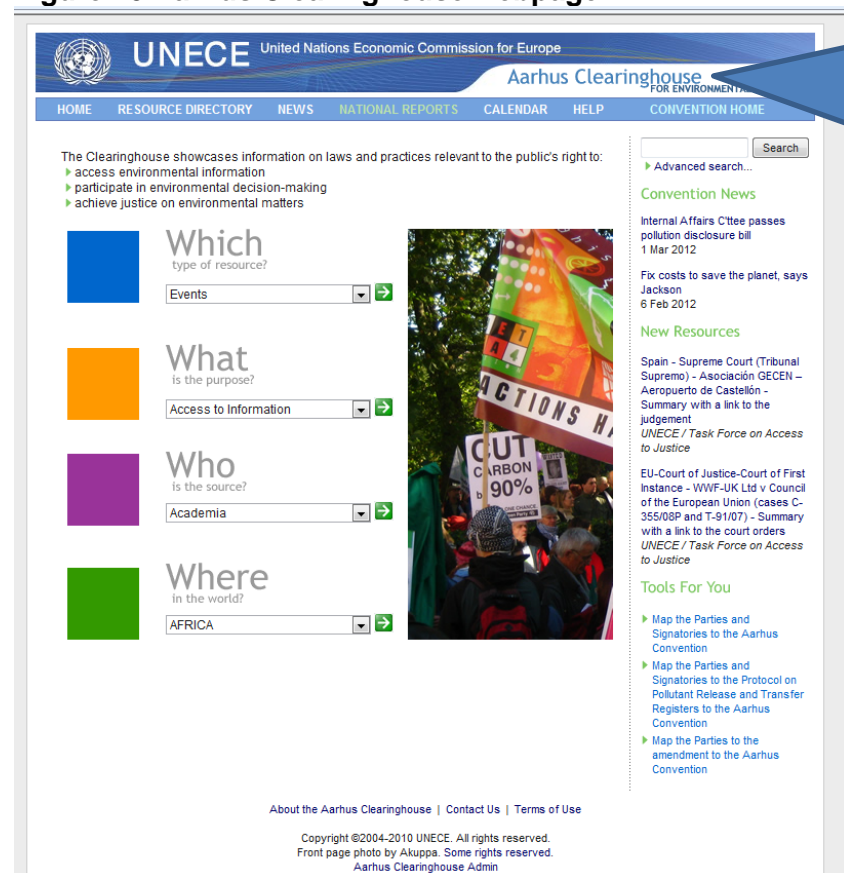 UNECE United Nations Economic Commission for Europe
Aarhus Clearinghouse
FOR ENVIRONMENTAL
HOME RESOURCE DIRECTORY NEWS NATIONAL REPORTS CALENDAR HELP CONVENTION HOME
The Clearinghouse showcases information on laws and practices relevant to the public's right to:
access environmental information
participate in environmental decision-making
achieve justice on environmental matters
Which
type of resource?
Events
What
is the purpose?
Access to Information
Who
is the source?
Academia
Where
in the world?
AFRICA
ET
A4
ACTIONS HA
CUT
CARBON
by 90%
Search
Advanced search...
Convention News
Internal Affairs C'ttee passes
pollution disclosure bill
1 Mar 2012
Fix costs to save the planet, says
Jackson
6 Feb 2012
New Resources
Spain - Supreme Court (Tribunal
Supremo) - Asociación GECEN –
Aeropuerto de Castellón -
Summary with a link to the
judgement
UNECE / Task Force on Access
to Justice
EU-Court of Justice-Court of First
Instance - WWF-UK Ltd v Council
of the European Union (cases C-
355/08P and T-91/07) - Summary
with a link to the court orders
UNECE / Task Force on Access
to Justice
Tools For You
Map the Parties and
Signatories to the Aarhus
Convention
Map the Parties and
Signatories to the Protocol on
Pollutant Release and Transfer
Registers to the Aarhus
Convention
Map the Parties to the
amendment to the Aarhus
Convention
About the Aarhus Clearinghouse | Contact Us | Terms of Use
Copyright ©2004-2010 UNECE. All rights reserved.
Front page photo by Akuppa. Some rights reserved.
Aarhus Clearinghouse Admin